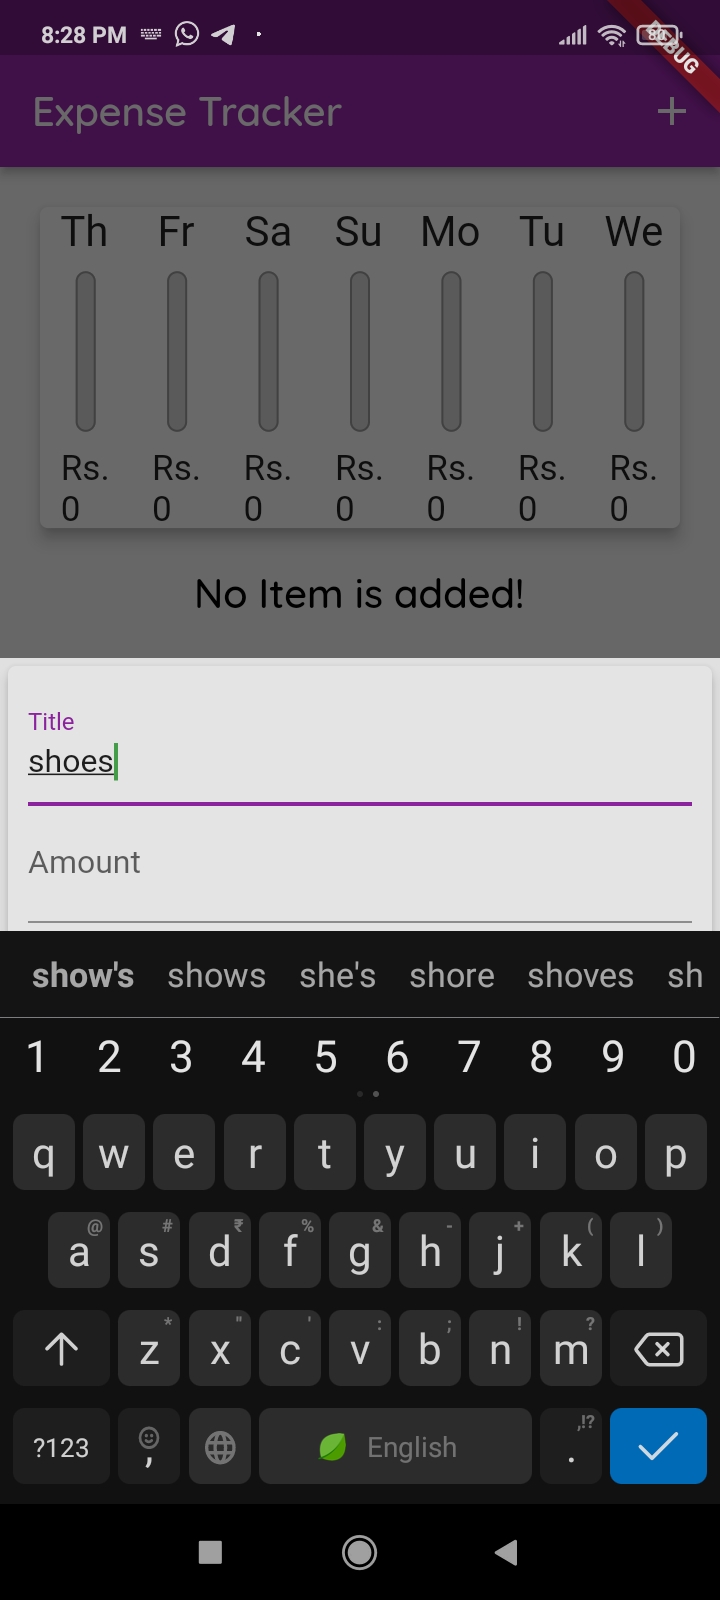 8:28 PM
80
DEBUG
Expense Tracker
Th Fr Sa Su Mo Tu We
Rs. Rs. Rs. Rs. Rs. Rs. Rs.
0 0 0 0 0 0 0
No Item is added!
Title
shoes
Amount
show's shows she's shore shoves sh
1 2 3 4 5 6 7 8 9 0
q w e r t y u i o p
@ # ₹ % & - + ( )
a s d f g h j k l
* " ' : ; ! ?
z x c v b n m
,!?
?123 , English .